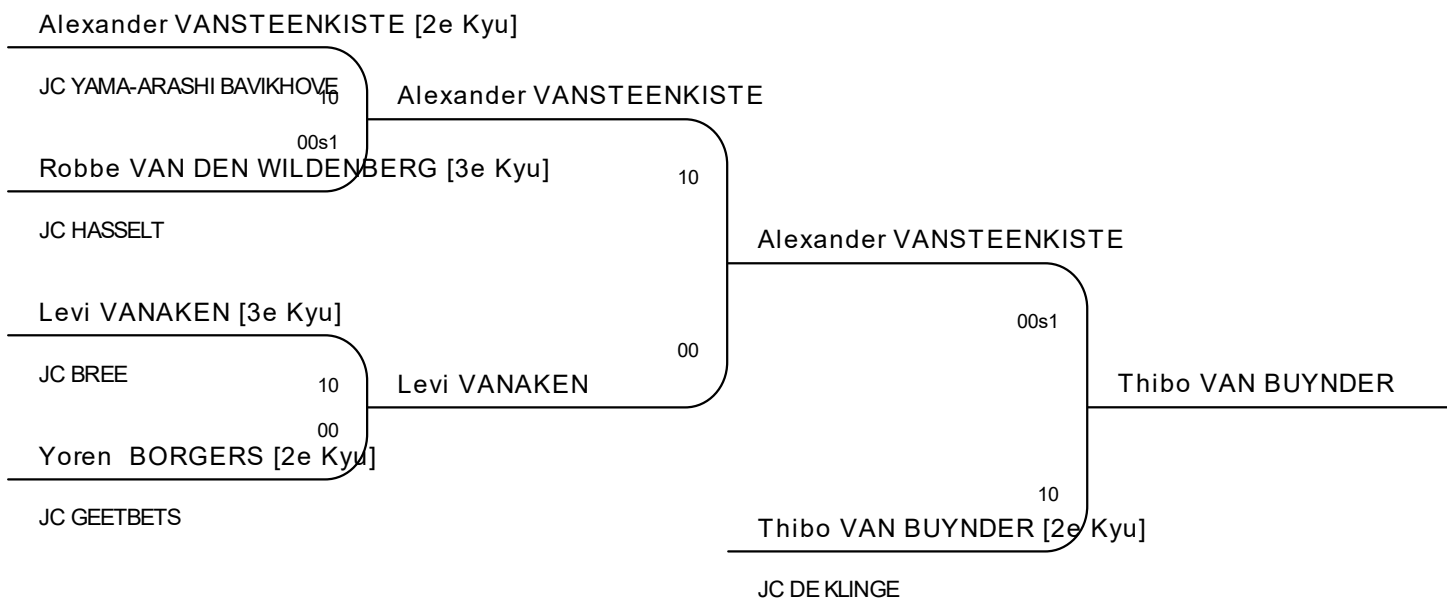 Alexander VANSTEENKISTE [2e Kyu]
JC YAMA-ARASHI BAVIKHOVE
10
Alexander VANSTEENKISTE
00s1
Robbe VAN DEN WILDENBERG [3e Kyu]
10
JC HASSELT
Alexander VANSTEENKISTE
Levi VANAKEN [3e Kyu]
00s1
00
JC BREE
10
Levi VANAKEN
Thibo VAN BUYNDER
00
Yoren BORGERS [2e Kyu]
10
JC GEETBETS
Thibo VAN BUYNDER [2e Kyu]
JC DE KLINGE